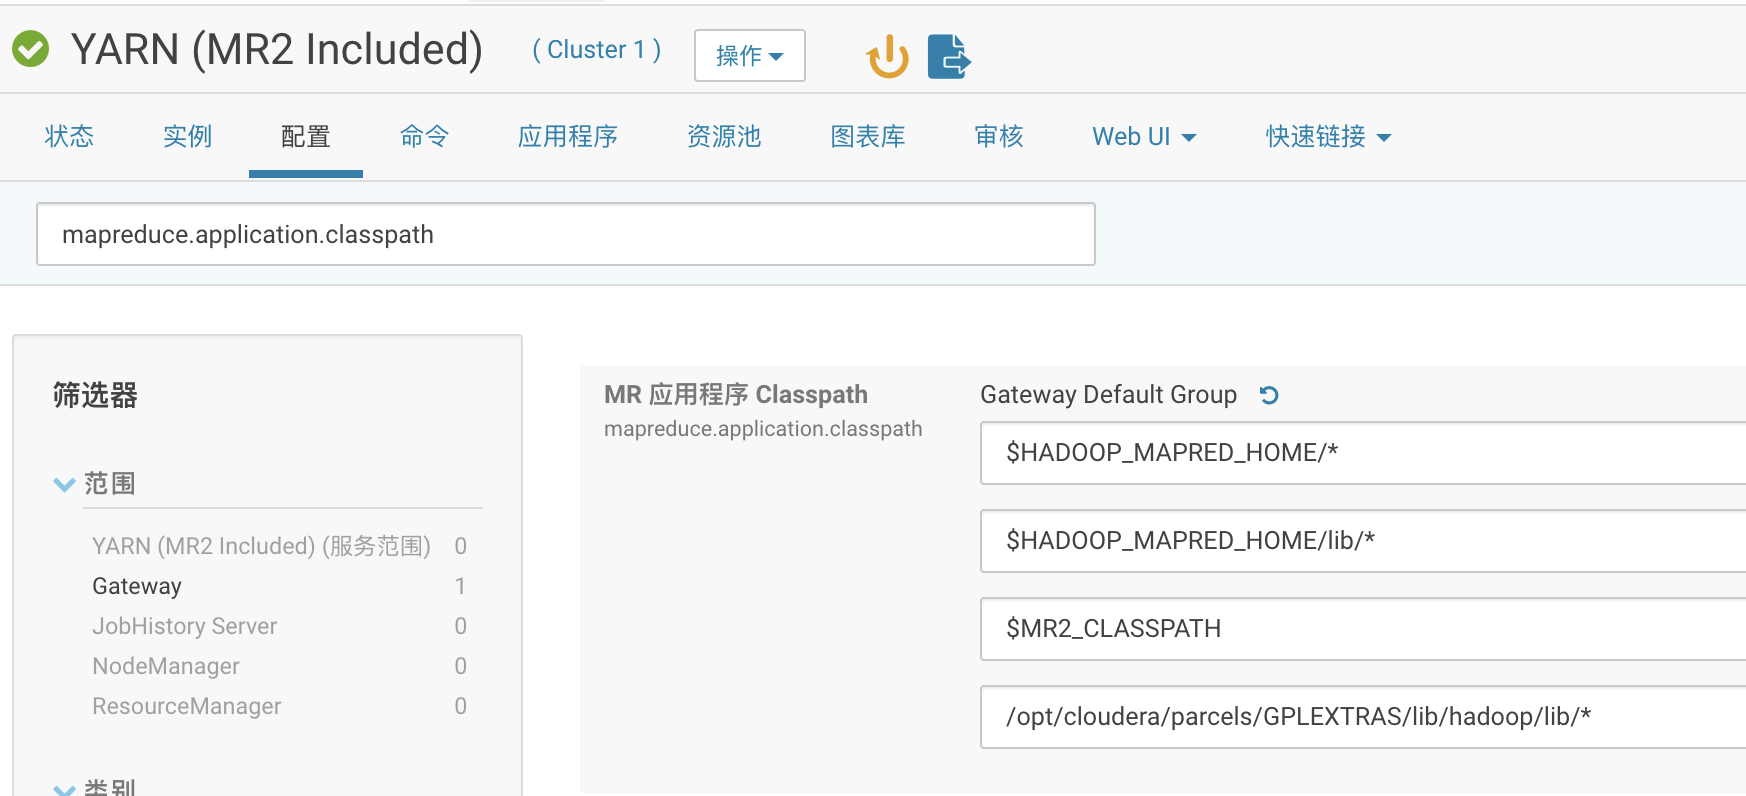 YARN (MR2 Included) ( Cluster 1 ) 操作
状态 实例 配置 命令 应用程序 资源池 图表库 审核 Web UI 快速链接
mapreduce.application.classpath
筛选器
范围
YARN (MR2 Included) (服务范围) 0
Gateway 1
JobHistory Server 0
NodeManager 0
ResourceManager 0
类别
MR 应用程序 Classpath
mapreduce.application.classpath
Gateway Default Group
$HADOOP_MAPRED_HOME/*
$HADOOP_MAPRED_HOME/lib/*
$MR2_CLASSPATH
/opt/cloudera/parcels/GPLEXTRAS/lib/hadoop/lib/*